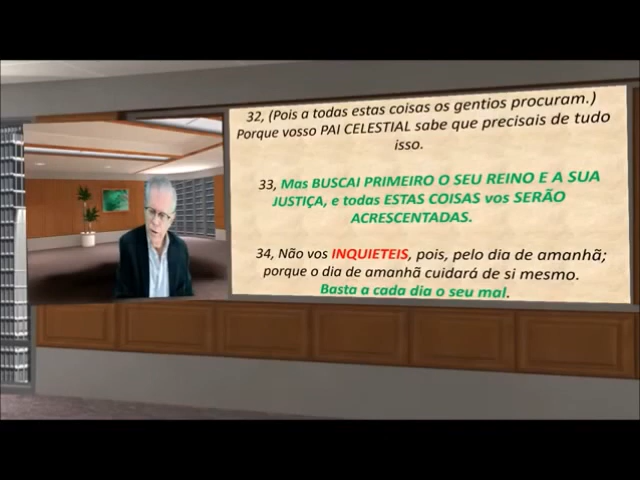 32, (Pois a todas estas coisas os gentios procuram.)
Porque vosso PAI CELESTIAL sabe que precisais de tudo
isso.
33, Mas BUSCAI PRIMEIRO O SEU REINO E A SUA
JUSTIÇA, e todas ESTAS COISAS vos SERÃO
ACRESCENTADAS.
34, Não vos INQUIETEIS, pois, pelo dia de amanhã;
porque o dia de amanhã cuidará de si mesmo.
Basta a cada dia o seu mal.